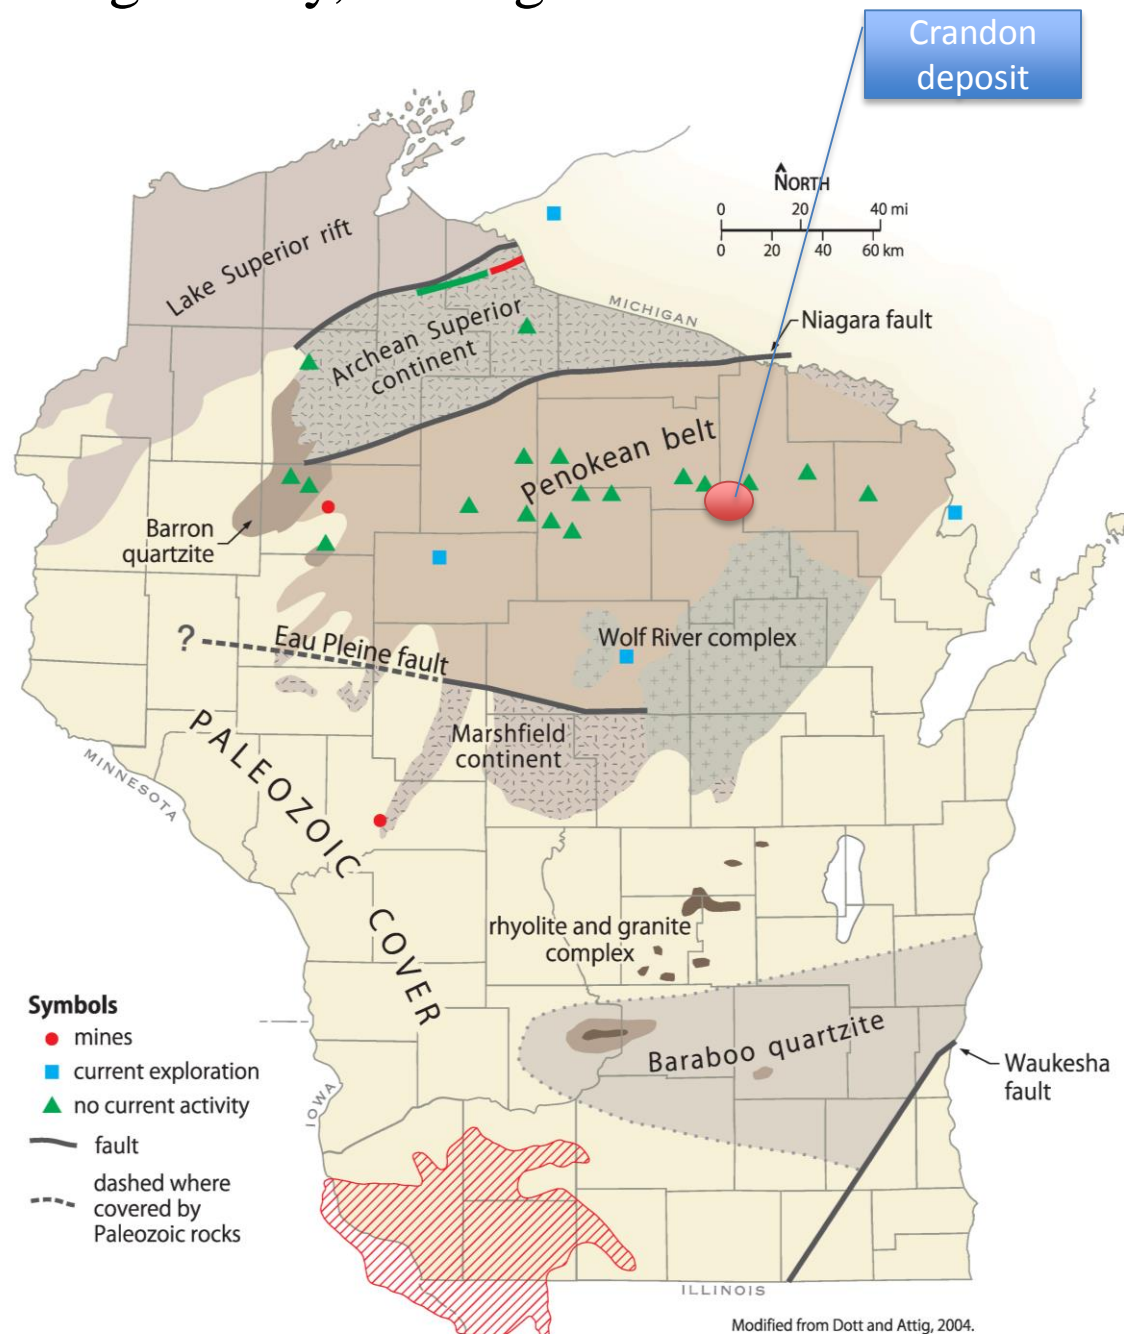 Crandon
deposit
NORTH
0 20 40 mi
0 20 40 60 km
Lake Superior rift
MICHIGAN
Niagara fault
Archean Superior
continent
Penokean belt
Barron
quartzite
?
Eau Pleine fault
Wolf River complex
Marshfield
continent
MINNESOTA
PALEOZOIC COVER
rhyolite and granite
complex
Baraboo quartzite
Waukesha
fault
IOWA
Symbols
mines
current exploration
no current activity
fault
dashed where
covered by
Paleozoic rocks
ILLINOIS
Modified from Dott and Attig, 2004.